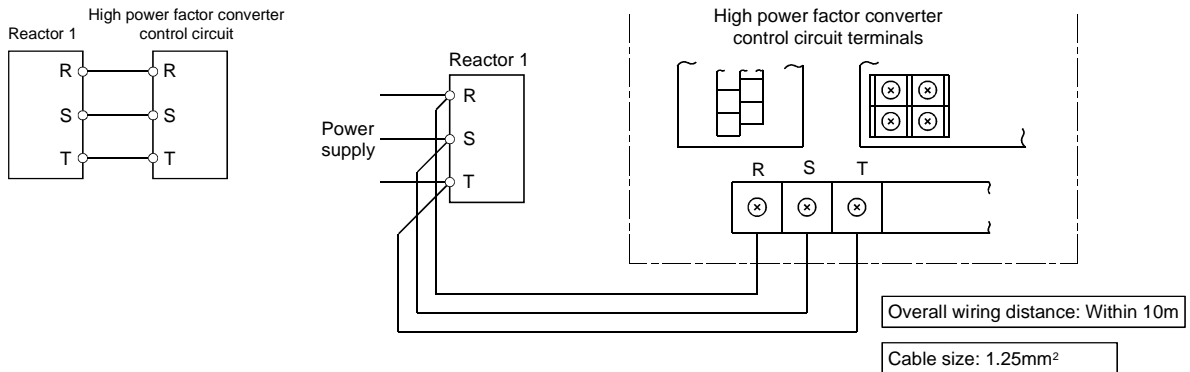 High power factor converter
control circuit
Reactor 1
R
R
S
S
T
T
Reactor 1
R
S
T
Power
supply
High power factor converter
control circuit terminals
R S T
Overall wiring distance: Within 10m
Cable size: 1.25mm²